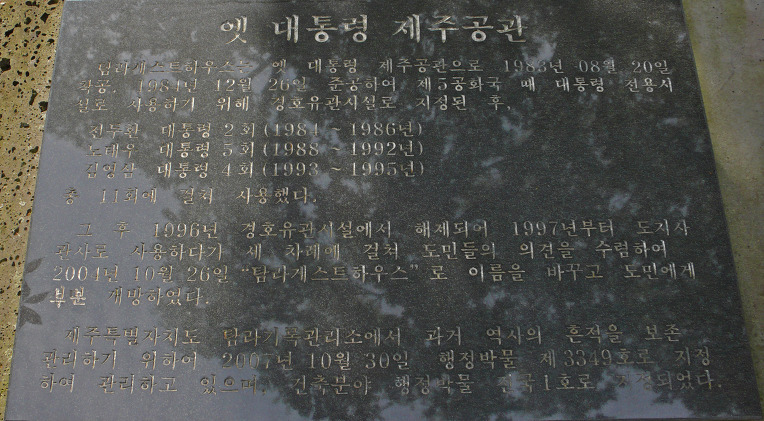 옛 대통령 제주공관
탐라게스트하우스는 옛 대통령 제주공관으로 1983년 08월 20일
착공, 1984년 12월 26일 준공하여 제5공화국 때 대통령 전용시
설로 사용하기 위해 경호유관시설로 지정된 후,
전두환 대통령 2회(1984 ~ 1986년)
노태우 대통령 5회(1988 ~ 1992년)
김영삼 대통령 4회(1993 ~ 1995년)
총 11회에 걸쳐 사용했다.
그 후 1996년 경호유관시설에서 해제되어 1997년부터 도지사
관사로 사용하다가 세 차례에 걸쳐 도민들의 의견을 수렴하여
2004년 10월 26일 “탐라게스트하우스”로 이름을 바꾸고 도민에게
부분 개방하였다.
제주특별자치도 탐라기록관리소에서 과거 역사의 흔적을 보존
관리하기 위하여 2007년 10월 30일 행정박물 제3349호로 지정
하여 관리하고 있으며, 건축분야 행정박물 전국1호로 지정되었다.